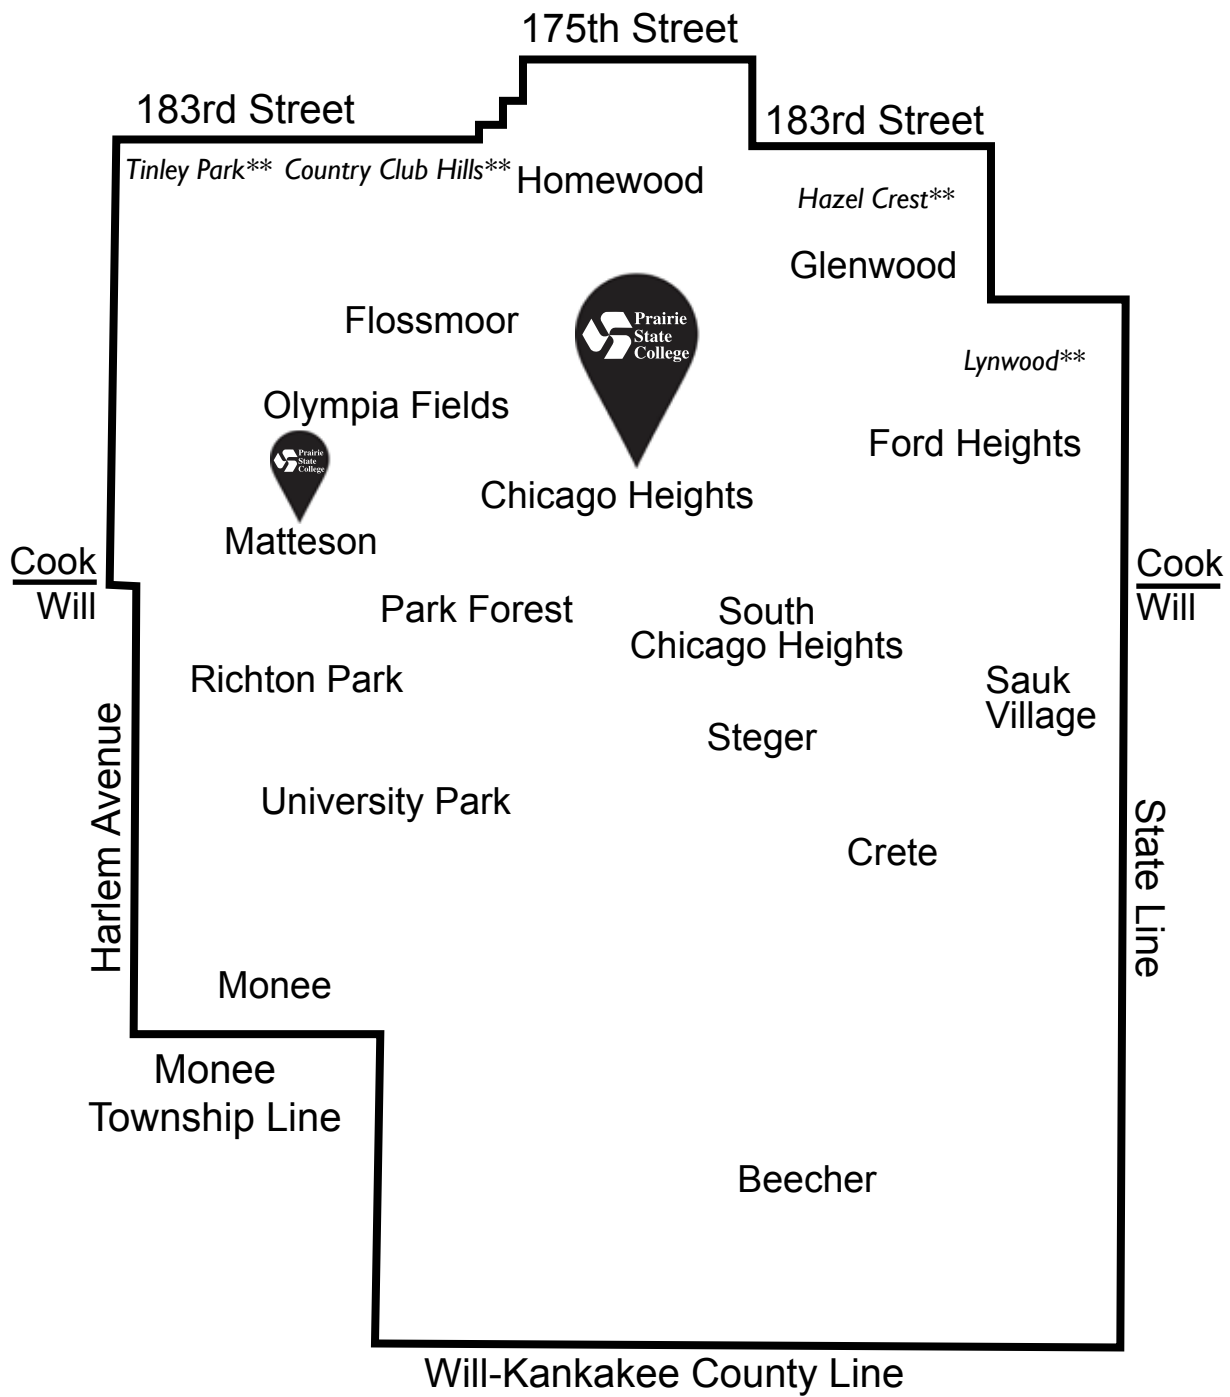 175th Street
183rd Street
183rd Street
Tinley Park** Country Club Hills**
Homewood
Hazel Crest**
Glenwood
Flossmoor
Prairie
State
College
Lynwood**
Olympia Fields
Ford Heights
Prairie
State
College
Chicago Heights
Matteson
Cook
Will
Cook
Will
Park Forest
South
Chicago Heights
Richton Park
Sauk
Village
Steger
Harlem Avenue
University Park
State Line
Crete
Monee
Monee
Township Line
Beecher
Will-Kankakee County Line